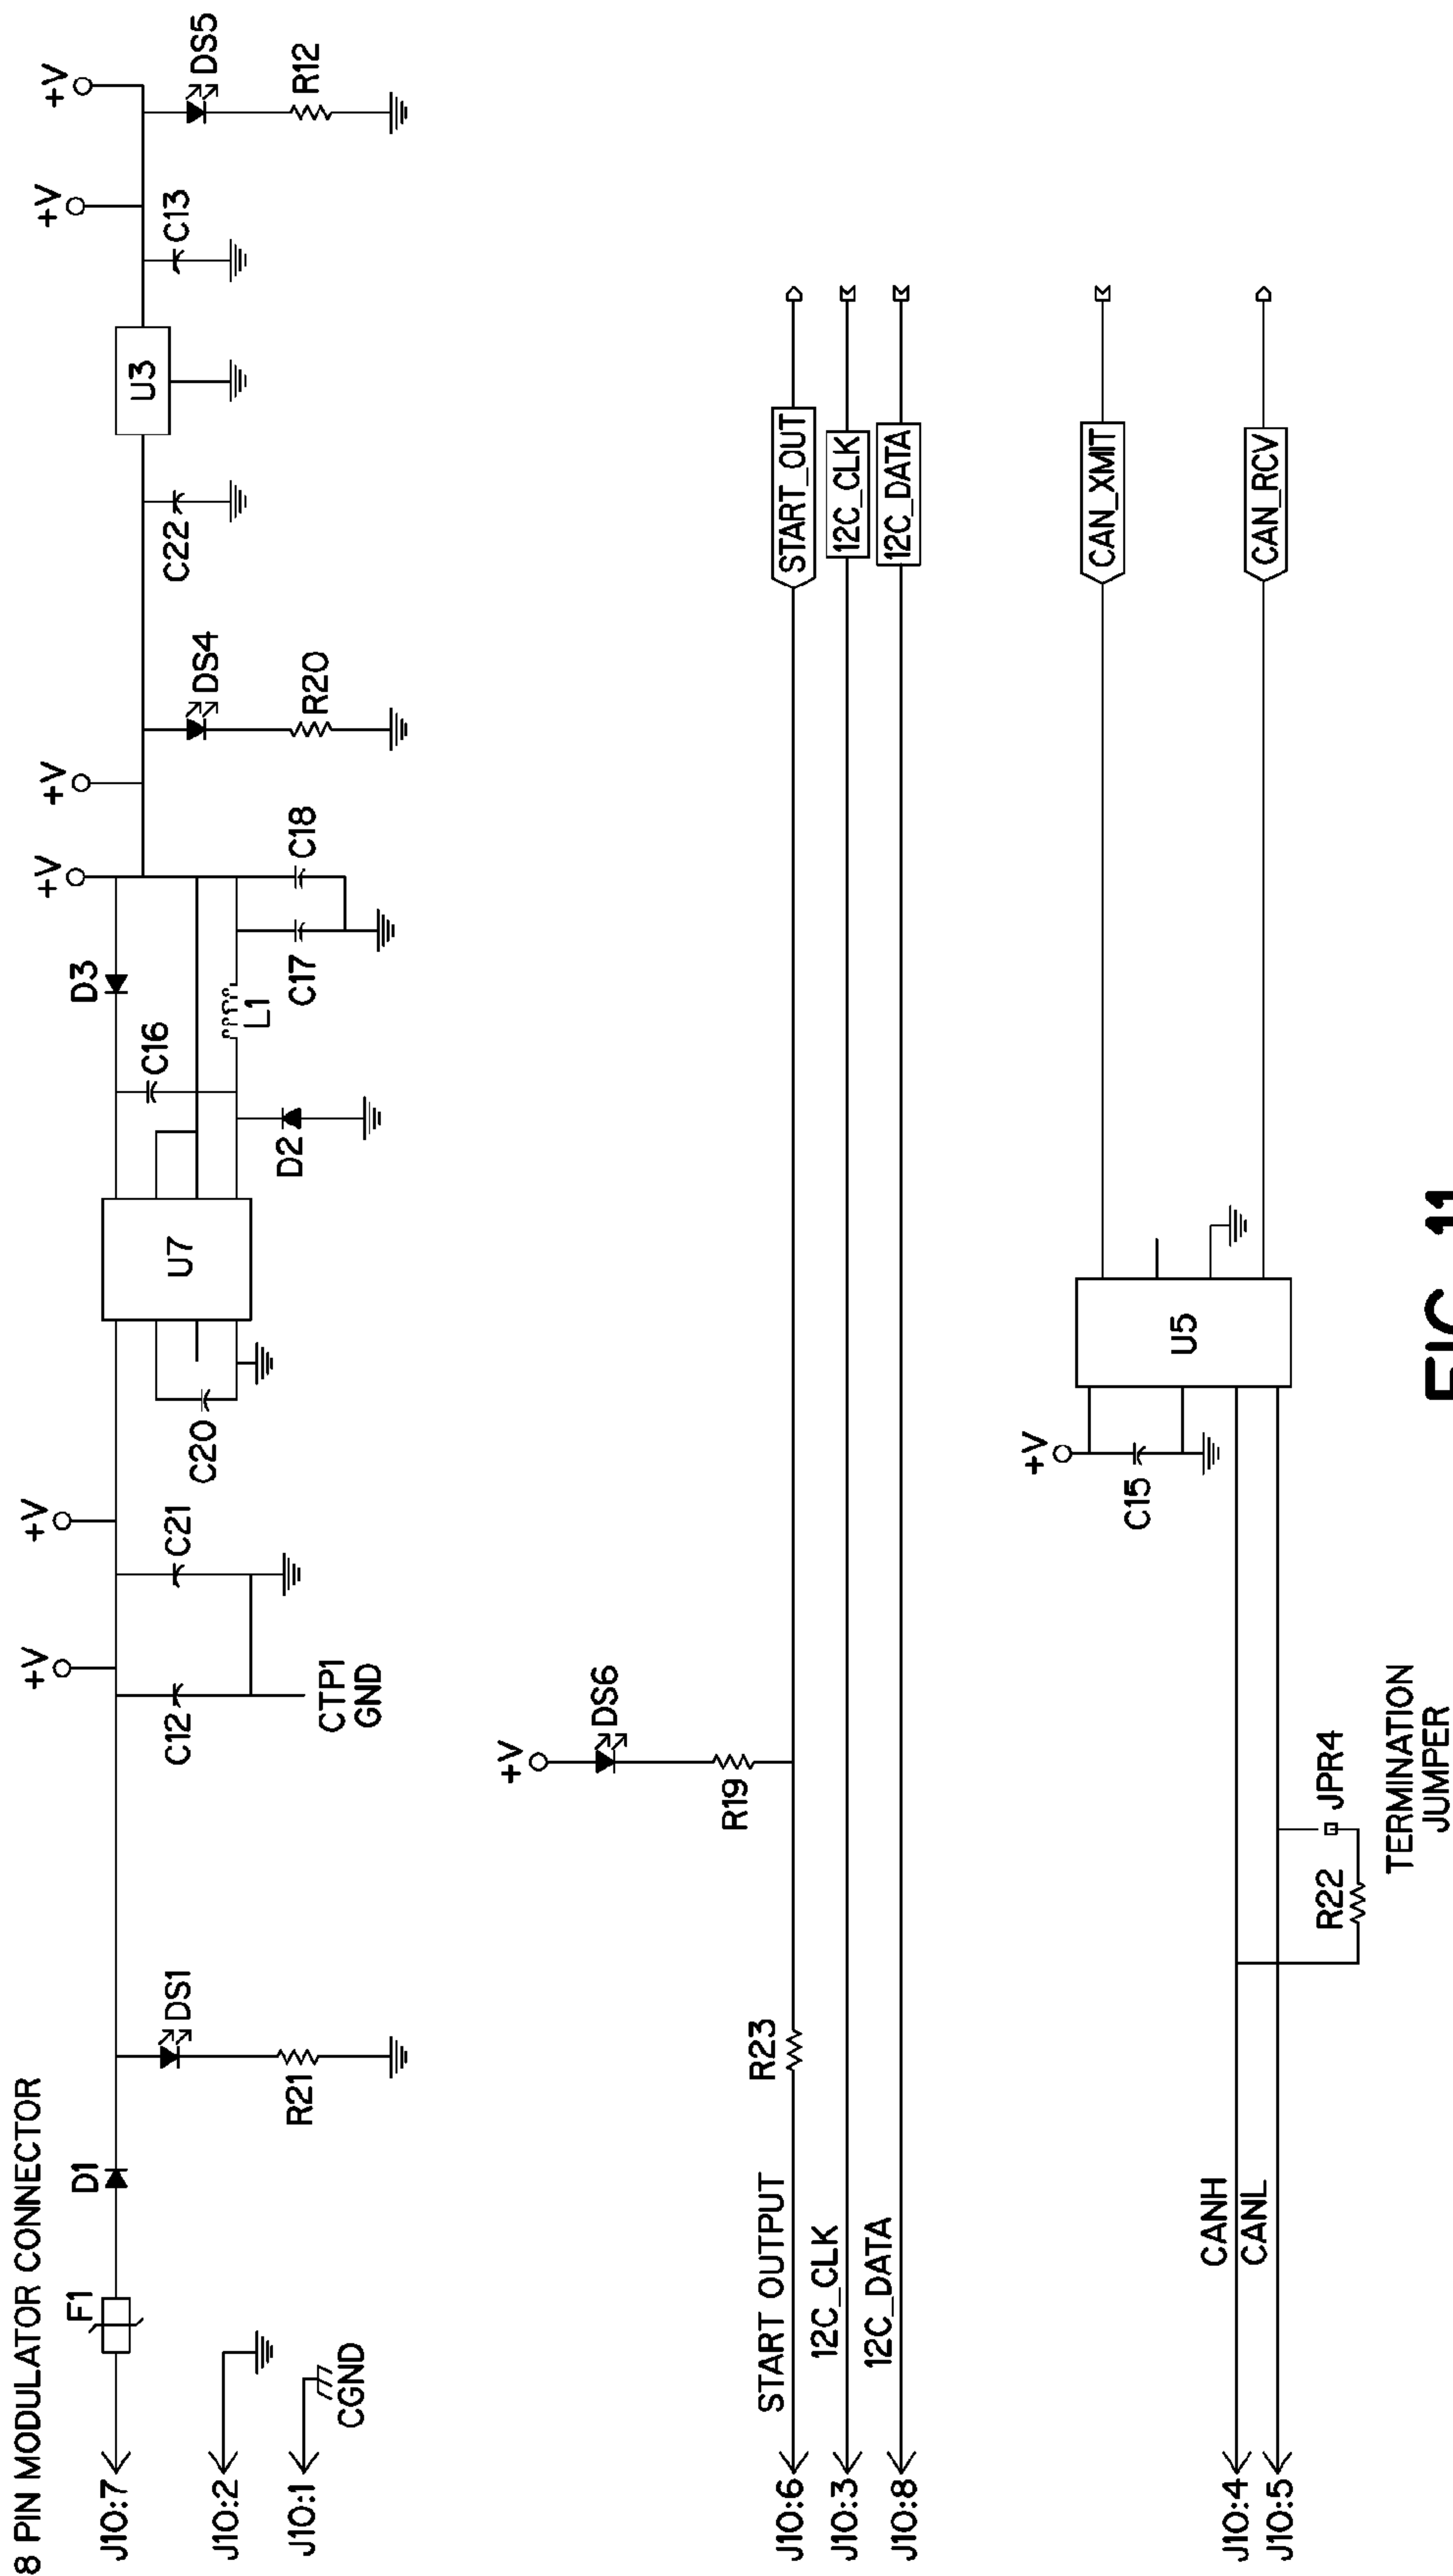 8 PIN MODULATOR CONNECTOR
J10:7
F1
D1
DS1
R21
+V
C12
CTP1
GND
+V
C21
C20
U7
D2
C16
D3
L1
C17
C18
+V
+V
DS4
R20
C22
U3
C13
+V
+V
DS5
R12
J10:2
J10:1
CGND
J10:6
START OUTPUT
R23
+V
DS6
R19
START_OUT
J10:3
12C_CLK
12C_CLK
J10:8
12C_DATA
12C_DATA
J10:4
CANH
J10:5
CANL
R22
JPR4
TERMINATION
JUMPER
+V
C15
U5
CAN_XMIT
CAN_RCV
FIG. 11